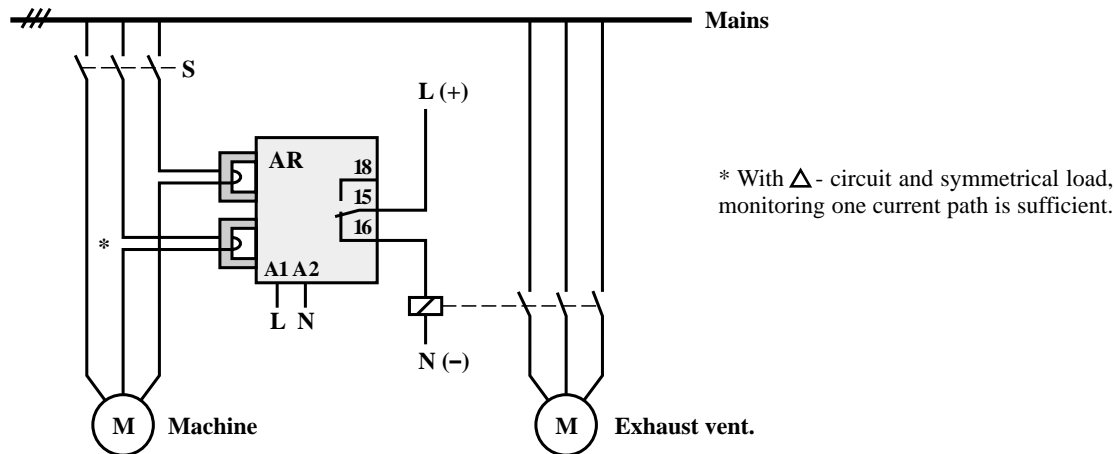 Mains
S
L (+)
AR
18
15
16
* With Δ - circuit and symmetrical load,
monitoring one current path is sufficient.
*
A1 A2
L N
N (−)
M Machine
M Exhaust vent.